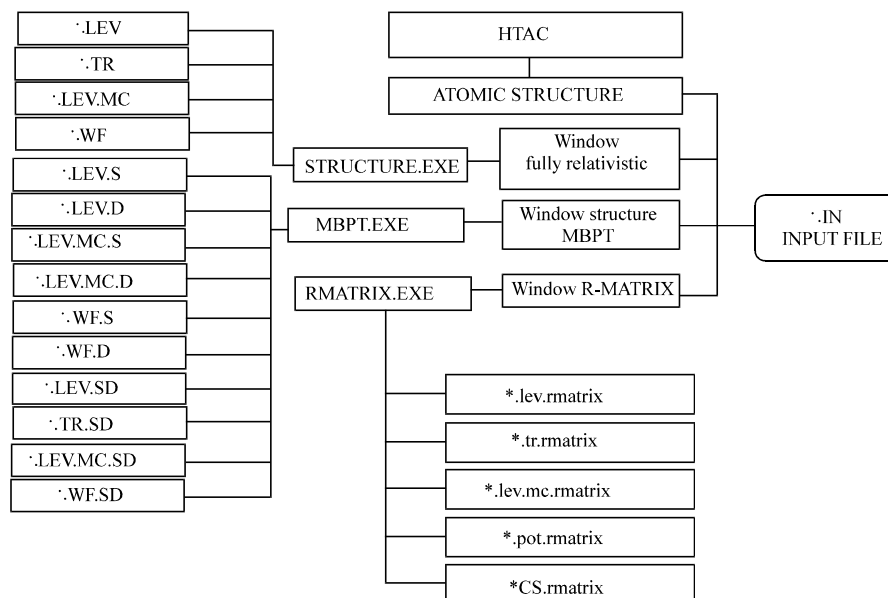 ∵.LEV
∵.TR
∵.LEV.MC
∵.WF
∵.LEV.S
∵.LEV.D
∵.LEV.MC.S
∵.LEV.MC.D
∵.WF.S
∵.WF.D
∵.LEV.SD
∵.TR.SD
∵.LEV.MC.SD
∵.WF.SD
HTAC
ATOMIC STRUCTURE
STRUCTURE.EXE
Window
fully relativistic
MBPT.EXE
Window structure
MBPT
RMATRIX.EXE
Window R-MATRIX
∵.IN
INPUT FILE
*.lev.rmatrix
*.tr.rmatrix
*.lev.mc.rmatrix
*.pot.rmatrix
*CS.rmatrix